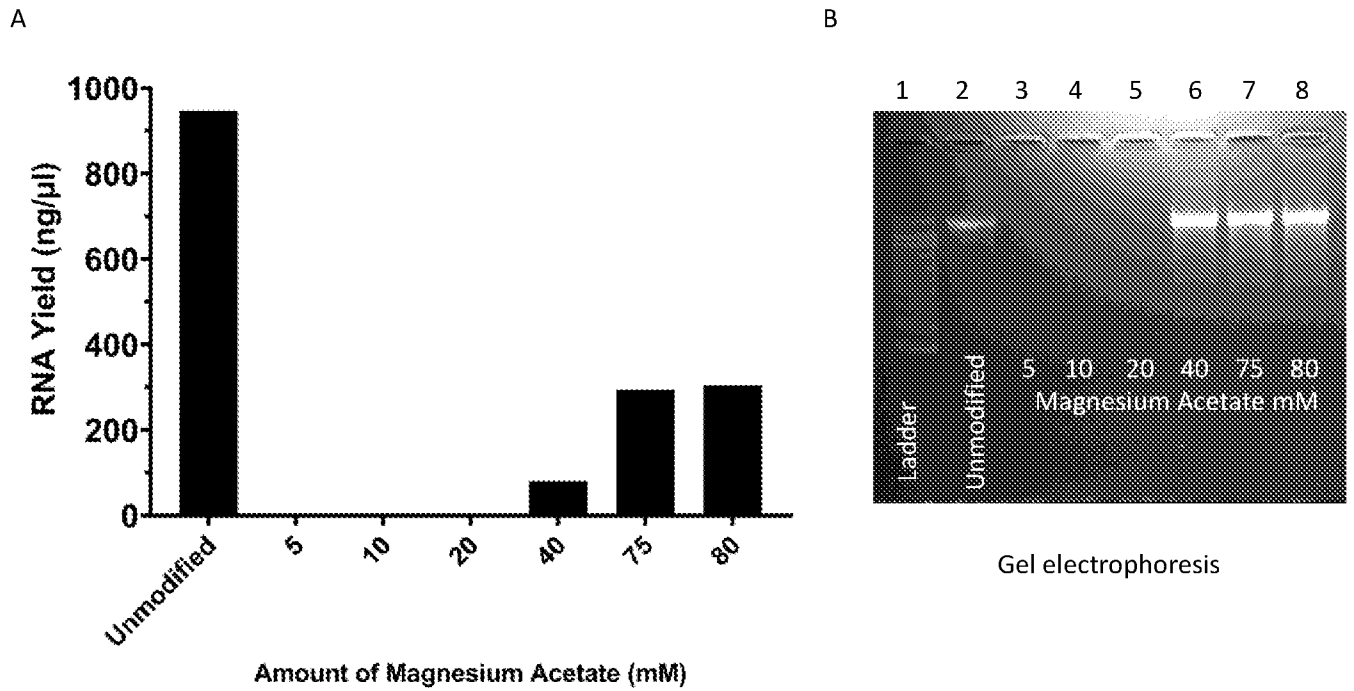 A
RNA Yield (ng/µl)
1000
800
600
400
200
0
Unmodified
5
10
20
40
75
80
Amount of Magnesium Acetate (mM)
B
1 2 3 4 5 6 7 8
Ladder
Unmodified
5 10 20 40 75 80
Magnesium Acetate mM
Gel electrophoresis